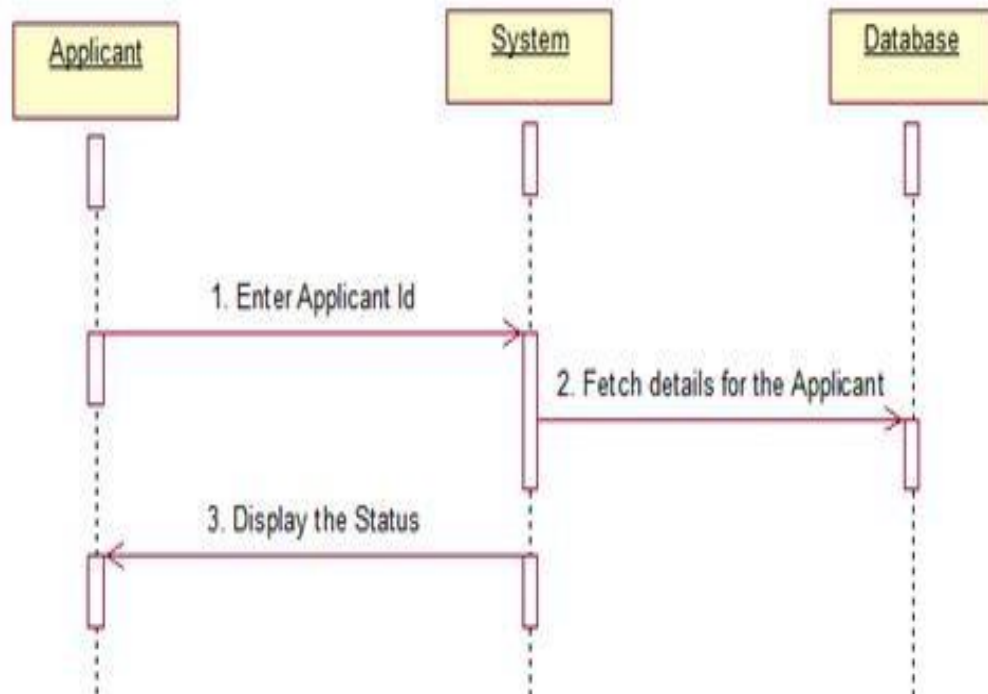 Applicant
System
Database
1. Enter Applicant Id
2. Fetch details for the Applicant
3. Display the Status